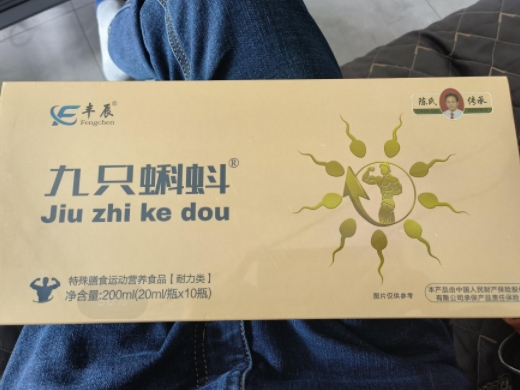 丰辰®
Fengchen
陈氏 传承
九只蝌蚪®
Jiu zhi ke dou
特殊膳食运动营养食品【耐力类】
净含量:200ml(20ml/瓶x10瓶)
图片仅供参考
本产品由中国人民财产保险股份
有限公司承保产品责任保险